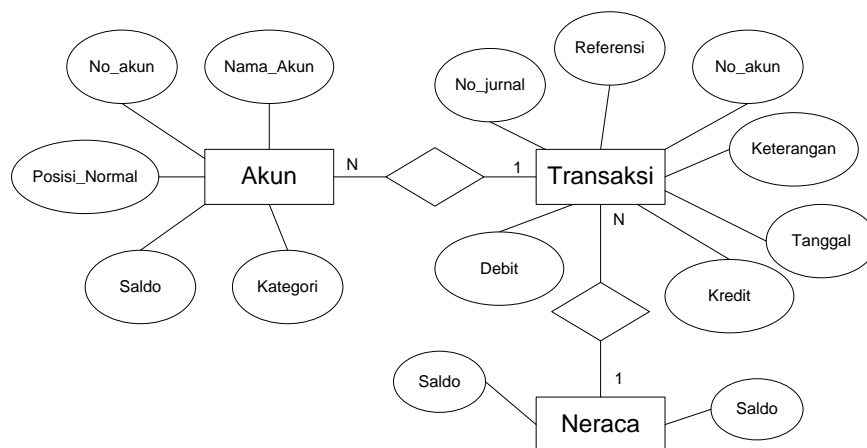 Referensi
No_akun
Nama_Akun
No_akun
No_jurnal
Keterangan
Posisi_Normal
Akun
N
1
Transaksi
N
Tanggal
Debit
Saldo
Kategori
Kredit
Saldo
1
Saldo
Neraca